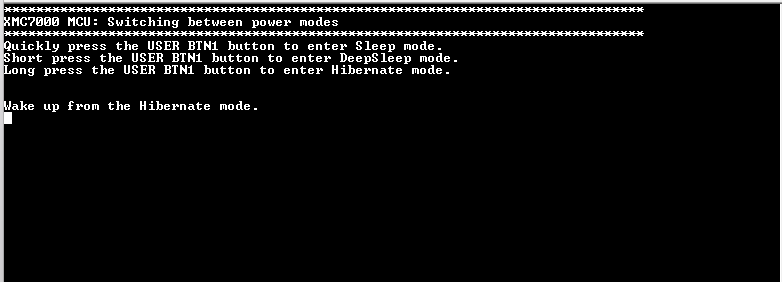 ********************************************************************************
XMC7000 MCU: Switching between power modes
********************************************************************************
Quickly press the USER BTN1 button to enter Sleep mode.
Short press the USER BTN1 button to enter DeepSleep mode.
Long press the USER BTN1 button to enter Hibernate mode.
Wake up from the Hibernate mode.